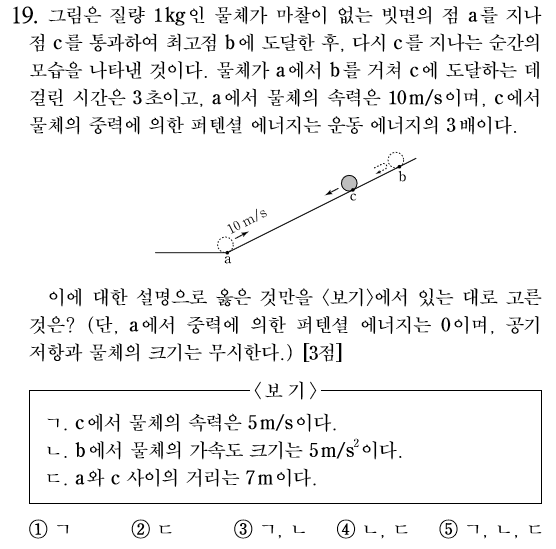 19. 그림은 질량 1kg인 물체가 마찰이 없는 빗면의 점 a를 지나
점 c를 통과하여 최고점 b에 도달한 후, 다시 c를 지나는 순간의
모습을 나타낸 것이다. 물체가 a에서 b를 거쳐 c에 도달하는 데
걸린 시간은 3초이고, a에서 물체의 속력은 10m/s이며, c에서
물체의 중력에 의한 퍼텐셜 에너지는 운동 에너지의 3배이다.
10m/s
a
c
b
이에 대한 설명으로 옳은 것만을 〈보기〉에서 있는 대로 고른
것은? (단, a에서 중력에 의한 퍼텐셜 에너지는 0이며, 공기
저항과 물체의 크기는 무시한다.) [3점]
〈보 기〉
ㄱ. c에서 물체의 속력은 5m/s이다.
ㄴ. b에서 물체의 가속도 크기는 5m/s²이다.
ㄷ. a와 c 사이의 거리는 7m이다.
① ㄱ ② ㄷ ③ ㄱ, ㄴ ④ ㄴ, ㄷ ⑤ ㄱ, ㄴ, ㄷ